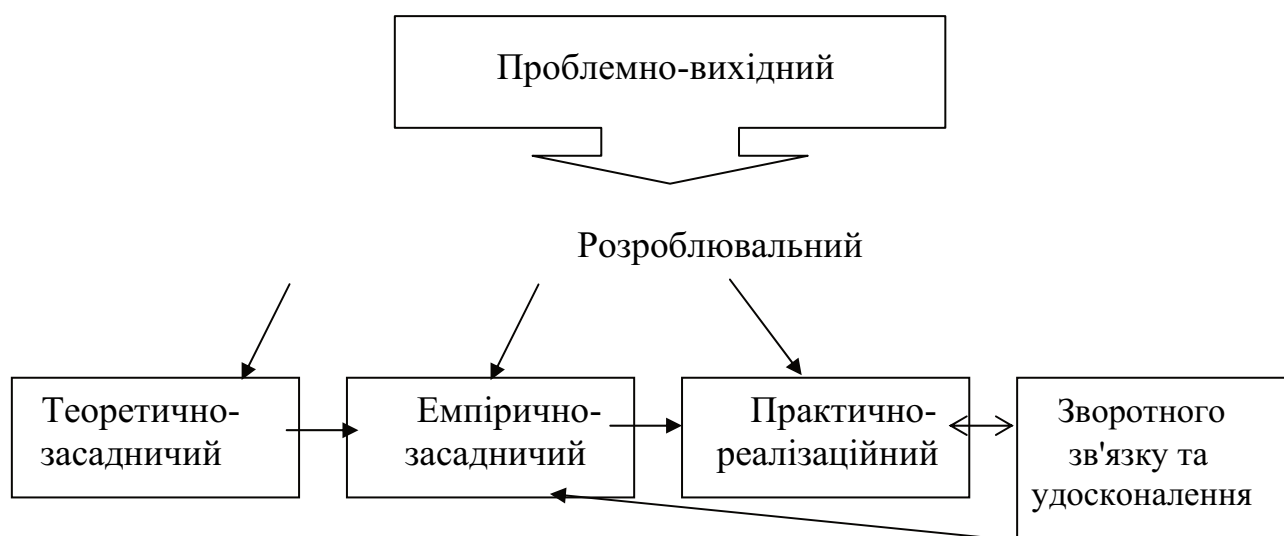 Проблемно-вихідний
Розроблювальний
Теоретично-
засадничий
Емпірично-
засадничий
Практично-
реалізаційний
Зворотного
зв'язку та
удосконалення